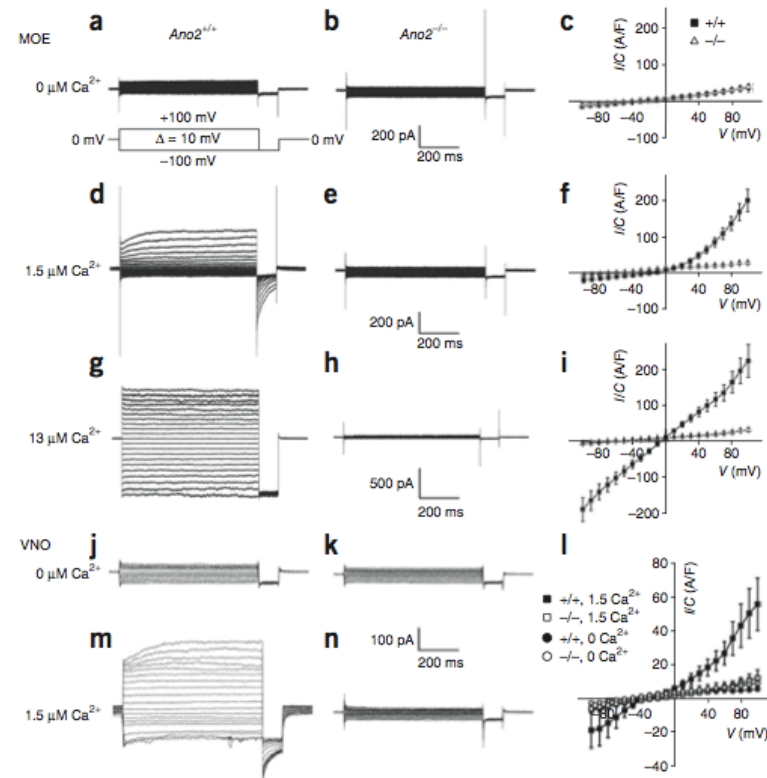 MOE
a
Ano2+/+
b
Ano2−/−
c
I/C (A/F)
+/+
−/−
200
100
−80 −40
40 80
V (mV)
−100
0 μM Ca2+
+100 mV
0 mV
Δ = 10 mV
0 mV
−100 mV
200 pA
200 ms
d
e
f
I/C (A/F)
200
100
−80 −40
40 80
V (mV)
−100
1.5 μM Ca2+
200 pA
200 ms
g
h
i
I/C (A/F)
200
100
−80 −40
40 80
V (mV)
−100
−200
13 μM Ca2+
500 pA
200 ms
VNO
j
k
l
0 μM Ca2+
100 pA
200 ms
+/+, 1.5 Ca2+
−/−, 1.5 Ca2+
+/+, 0 Ca2+
−/−, 0 Ca2+
I/C (A/F)
80
60
40
20
−80 −40
40 80
V (mV)
−20
−40
m
n
1.5 μM Ca2+